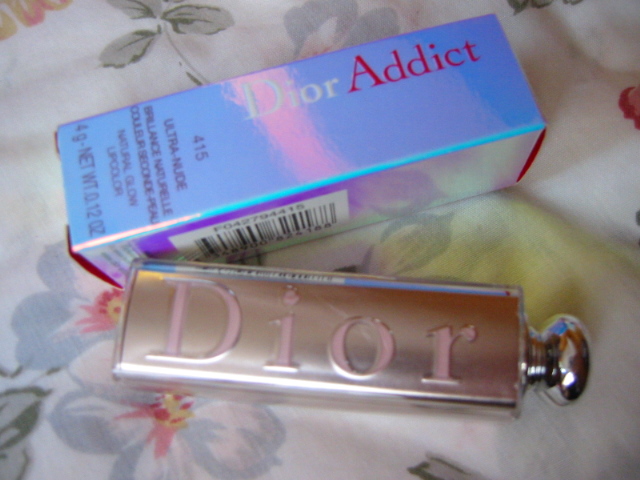 Dior Addict
415
ULTRA-NUDE
BRILLANCE NATURELLE
COULEUR SECONDE-PEAU
NATURAL GLOW
LIPCOLOR
4 g - NET WT. 0.12 OZ
F042794415
Dior